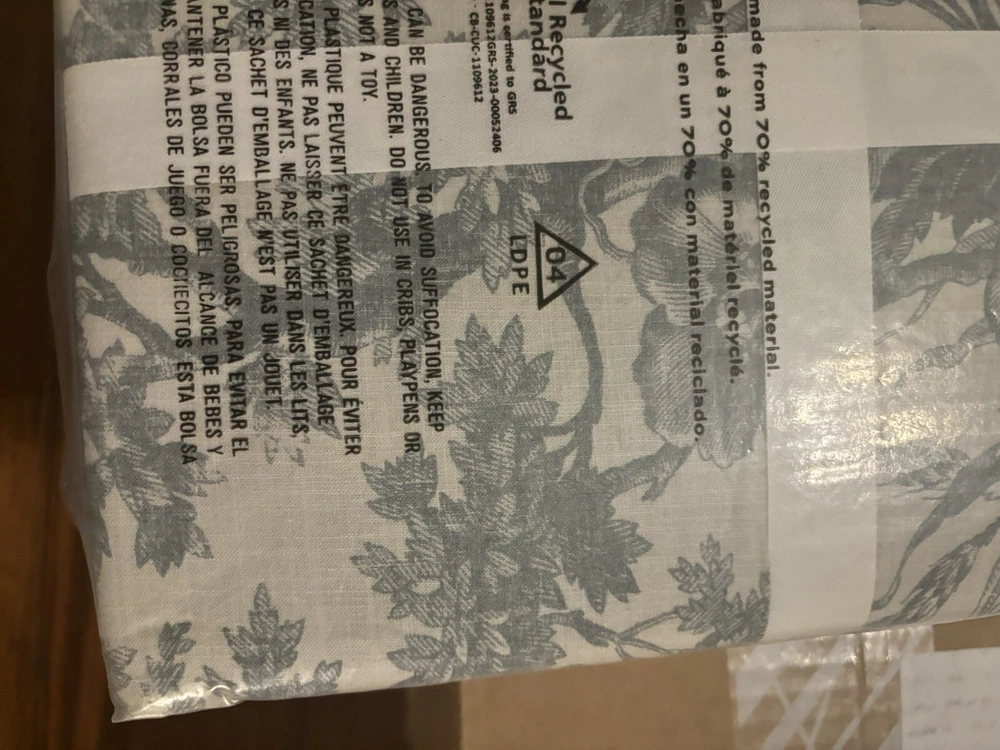 made from 70% recycled material.
abriqué à 70% de matériel recyclé.
echa en un 70% con material reciclado.
l Recycled
tandard
ng is certified to GRS
109612GRS-2023-00052406
· CB-CUC-1109612
04
LDPE
CAN BE DANGEROUS. TO AVOID SUFFOCATION, KEEP
S AND CHILDREN. DO NOT USE IN CRIBS, PLAYPENS OR
S NOT A TOY.
PLASTIQUE PEUVENT ÊTRE DANGEREUX. POUR ÉVITER
CATION, NE PAS LAISSER CE SACHET D'EMBALLAGE
S NI DES ENFANTS. NE PAS UTILISER DANS LES LITS,
CE SACHET D'EMBALLAGE N'EST PAS UN JOUET.
PLÁSTICO PUEDEN SER PELIGROSAS. PARA EVITAR EL
ANTENER LA BOLSA FUERA DEL ALCANCE DE BEBES Y
NAS, CORRALES DE JUEGO O COCHECITOS ESTA BOLSA